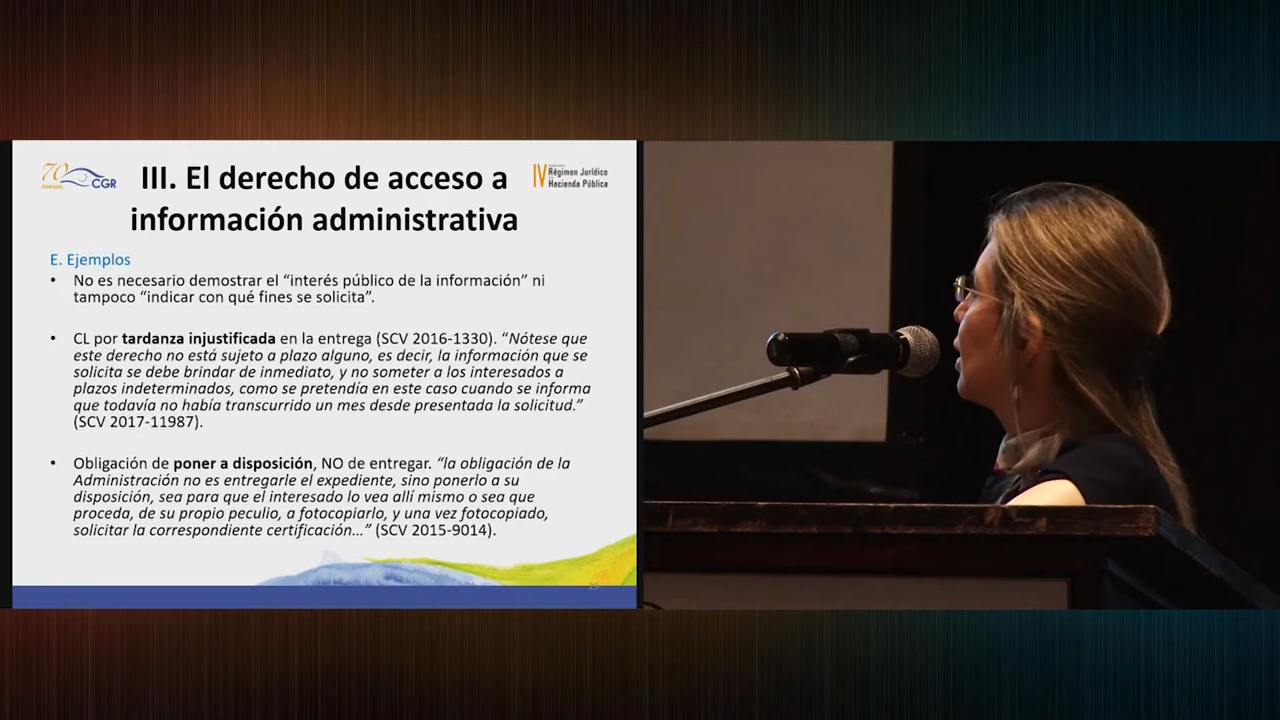 70
CGR
III. El derecho de acceso a
información administrativa
IV
Régimen Jurídico
Hacienda Pública
E. Ejemplos
• No es necesario demostrar el “interés público de la información” ni
tampoco “indicar con qué fines se solicita”.
• CL por tardanza injustificada en la entrega (SCV 2016-1330). “Nótese que
este derecho no está sujeto a plazo alguno, es decir, la información que se
solicita se debe brindar de inmediato, y no someter a los interesados a
plazos indeterminados, como se pretendía en este caso cuando se informa
que todavía no había transcurrido un mes desde presentada la solicitud.”
(SCV 2017-11987).
• Obligación de poner a disposición, NO de entregar. “la obligación de la
Administración no es entregarle el expediente, sino ponerlo a su
disposición, sea para que el interesado lo vea allí mismo o sea que
proceda, de su propio peculio, a fotocopiarlo, y una vez fotocopiado,
solicitar la correspondiente certificación...” (SCV 2015-9014).